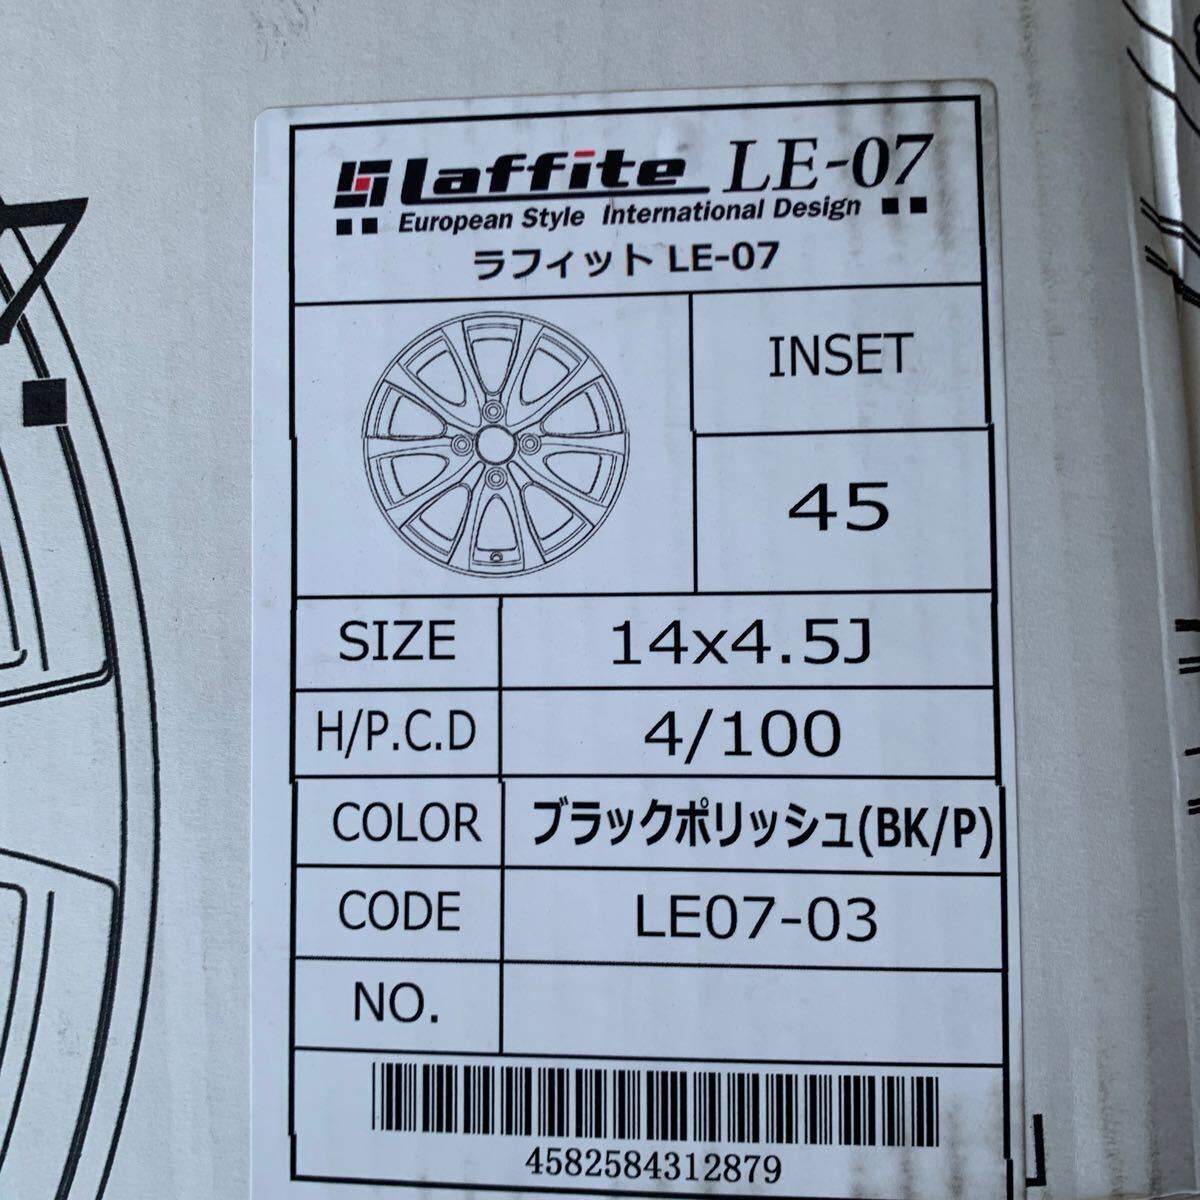 Laffite LE-07
European Style International Design
ラフィット LE-07
INSET
45
SIZE 14x4.5J
H/P.C.D 4/100
COLOR ブラックポリッシュ(BK/P)
CODE LE07-03
NO.
4582584312879